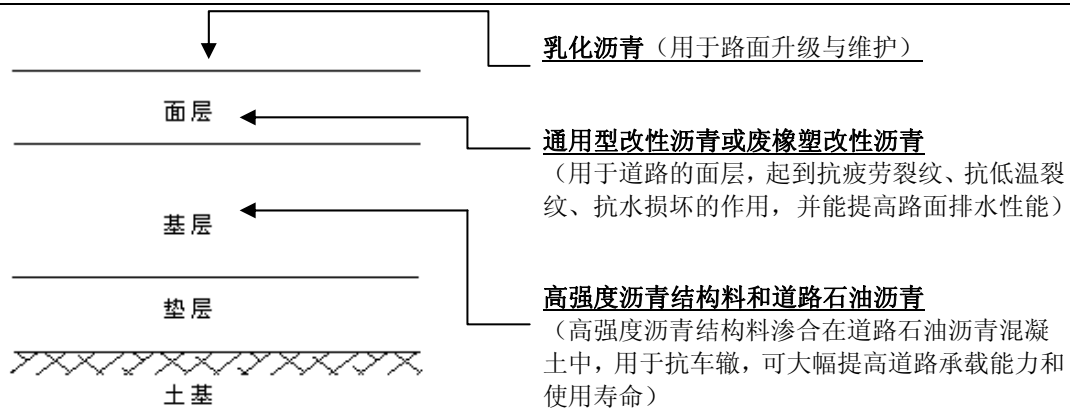 乳化沥青（用于路面升级与维护）
面层
通用型改性沥青或废橡塑改性沥青
（用于道路的面层，起到抗疲劳裂纹、抗低温裂
纹、抗水损坏的作用，并能提高路面排水性能）
基层
高强度沥青结构料和道路石油沥青
（高强度沥青结构料渗合在道路石油沥青混凝
土中，用于抗车辙，可大幅提高道路承载能力和
使用寿命）
垫层
土基